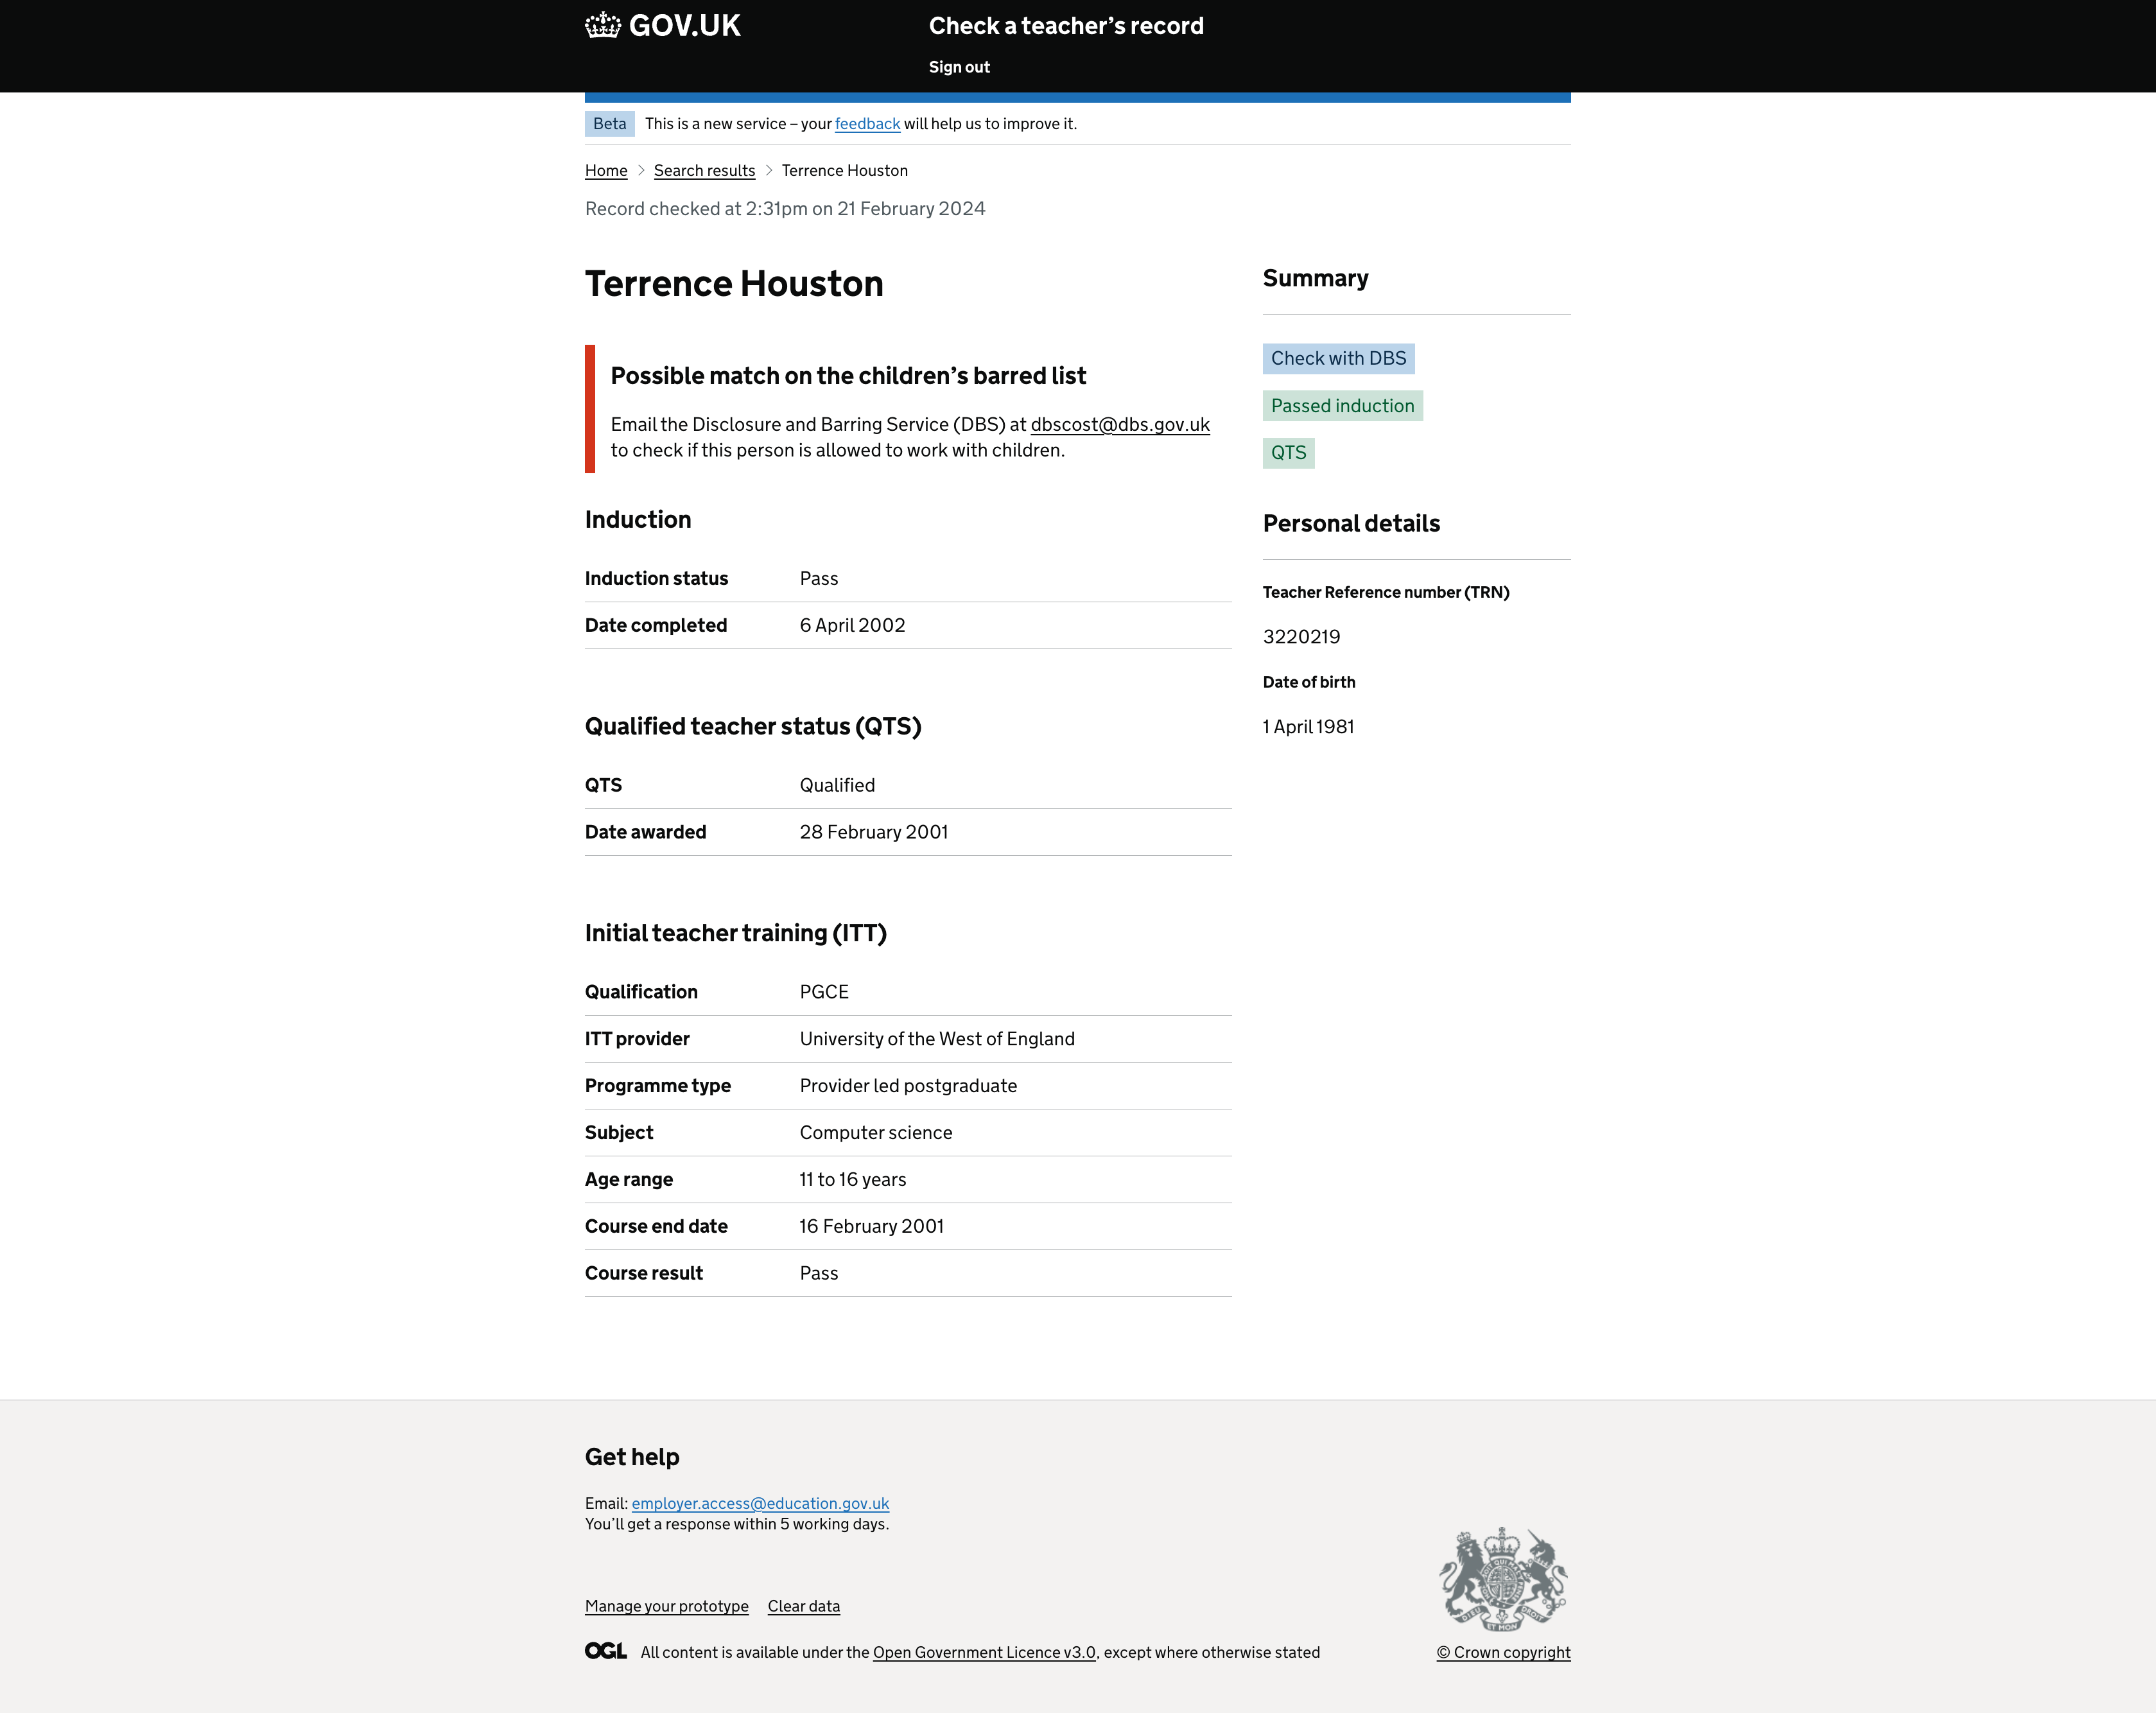 GOV.UK
Check a teacher’s record
Sign out
Beta
This is a new service – your feedback will help us to improve it.
Home
Search results
Terrence Houston
Record checked at 2:31pm on 21 February 2024
Terrence Houston
Possible match on the children’s barred list
Email the Disclosure and Barring Service (DBS) at dbscost@dbs.gov.uk
to check if this person is allowed to work with children.
Induction
Induction status Pass
Date completed 6 April 2002
Qualified teacher status (QTS)
QTS Qualified
Date awarded 28 February 2001
Initial teacher training (ITT)
Qualification PGCE
ITT provider University of the West of England
Programme type Provider led postgraduate
Subject Computer science
Age range 11 to 16 years
Course end date 16 February 2001
Course result Pass
Summary
Check with DBS
Passed induction
QTS
Personal details
Teacher Reference number (TRN)
3220219
Date of birth
1 April 1981
Get help
Email: employer.access@education.gov.uk
You’ll get a response within 5 working days.
Manage your prototype Clear data
OGL All content is available under the Open Government Licence v3.0, except where otherwise stated
DIEU ET MON DROIT
© Crown copyright